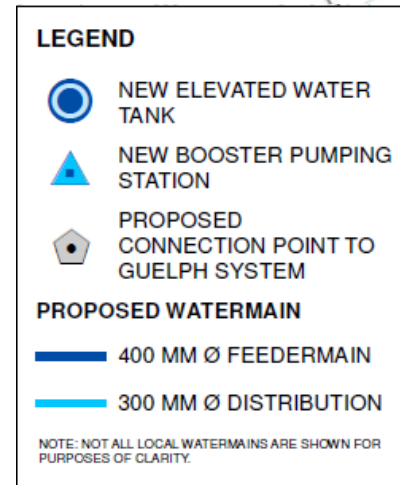 LEGEND
NEW ELEVATED WATER
TANK
NEW BOOSTER PUMPING
STATION
PROPOSED
CONNECTION POINT TO
GUELPH SYSTEM
PROPOSED WATERMAIN
400 MM Ø FEEDERMAIN
300 MM Ø DISTRIBUTION
NOTE: NOT ALL LOCAL WATERMAINS ARE SHOWN FOR
PURPOSES OF CLARITY.